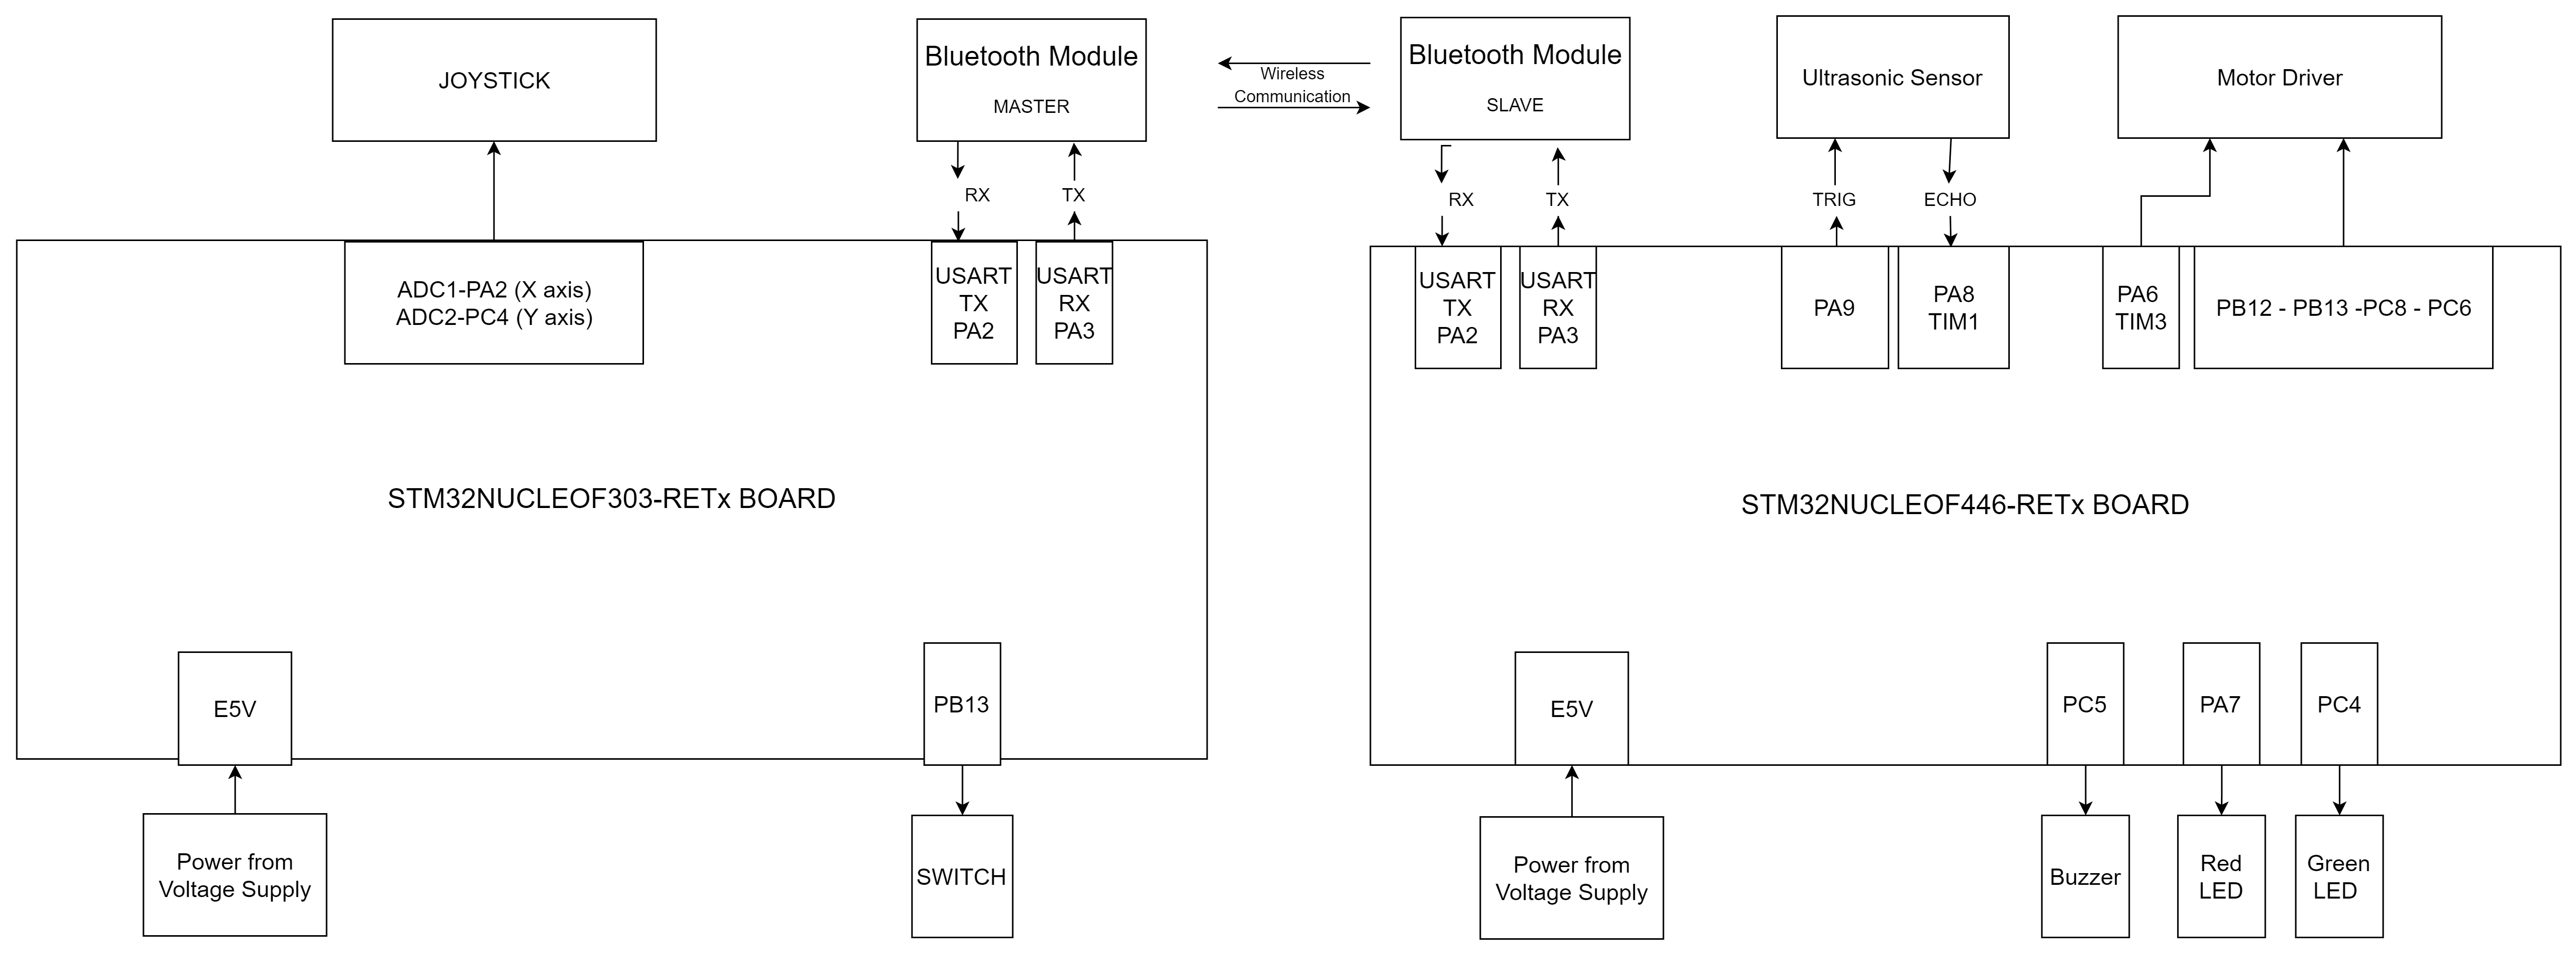 JOYSTICK
Bluetooth Module
MASTER
Wireless
Communication
Bluetooth Module
SLAVE
Ultrasonic Sensor
Motor Driver
RX
TX
RX
TX
TRIG
ECHO
ADC1-PA2 (X axis)
ADC2-PC4 (Y axis)
USART
TX
PA2
USART
RX
PA3
USART
TX
PA2
USART
RX
PA3
PA9
PA8
TIM1
PA6
TIM3
PB12 - PB13 -PC8 - PC6
STM32NUCLEOF303-RETx BOARD
STM32NUCLEOF446-RETx BOARD
E5V
PB13
E5V
PC5
PA7
PC4
Power from
Voltage Supply
SWITCH
Power from
Voltage Supply
Buzzer
Red
LED
Green
LED